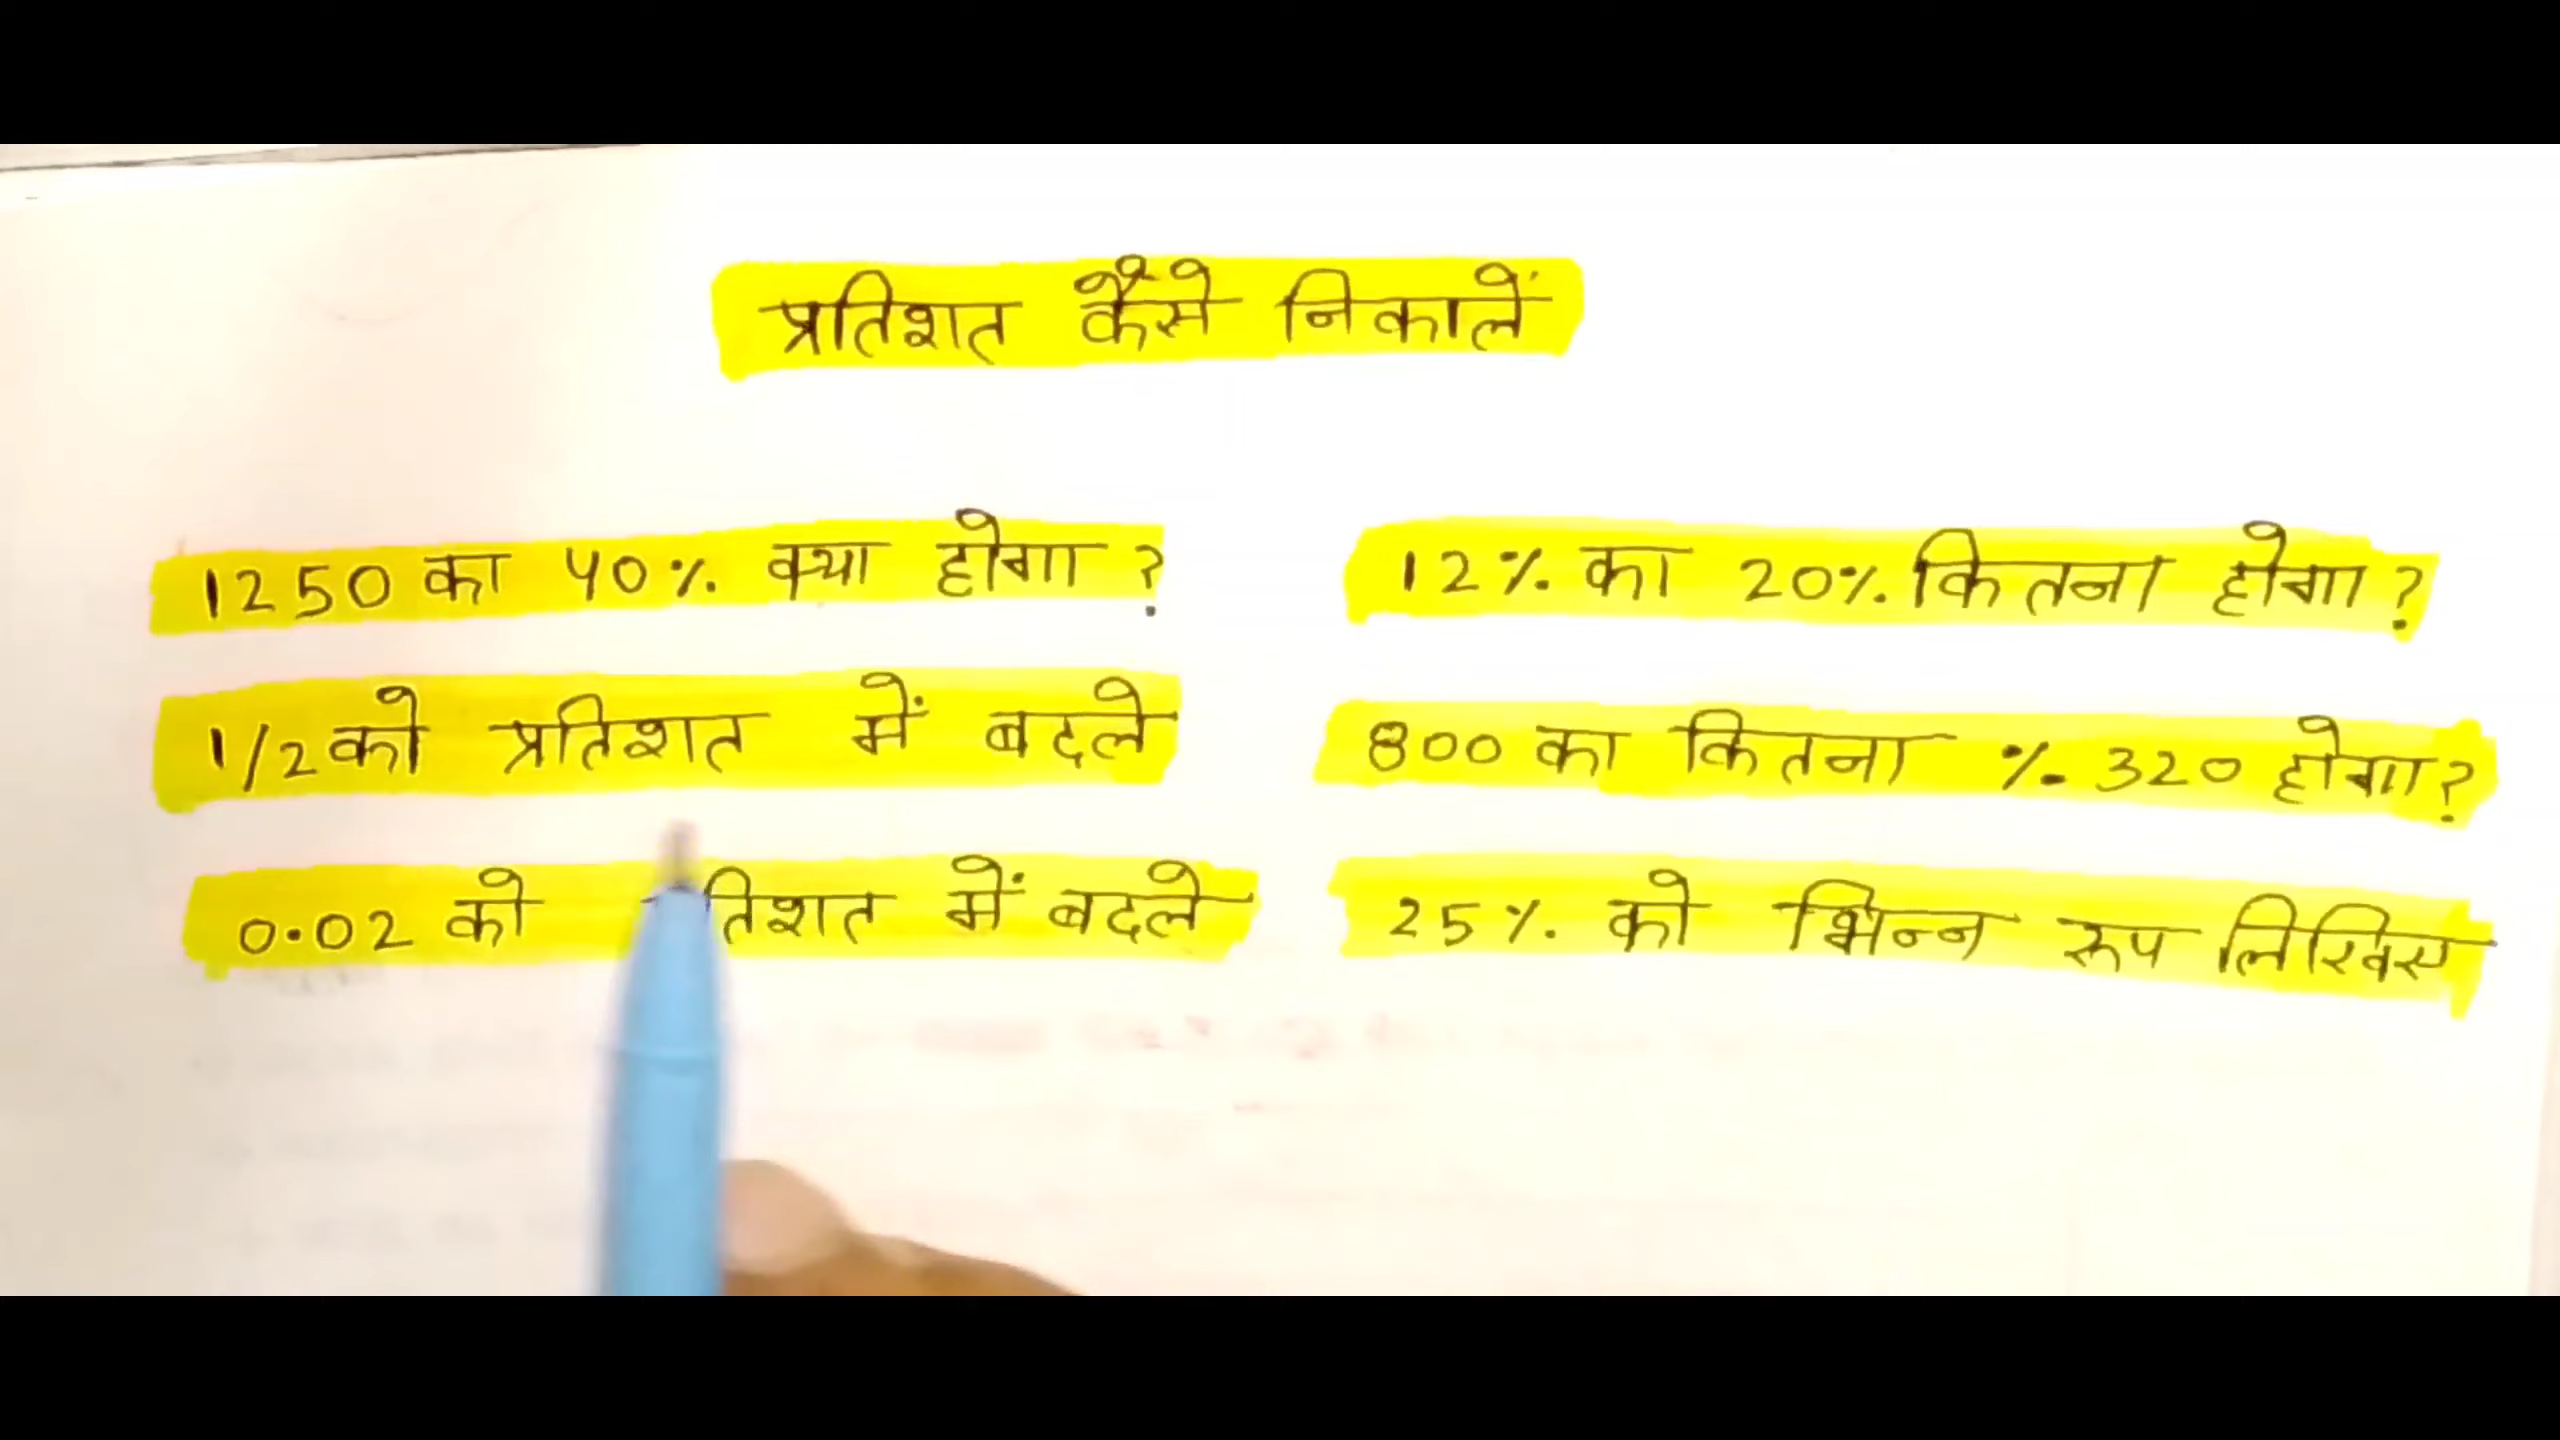 प्रतिशत कैसे निकालें
1250 का 40% क्या होगा ?
12% का 20% कितना होगा ?
1/2 को प्रतिशत में बदले
800 का कितना % 320 होगा ?
0.02 को में बदले
25% को भिन्न रूप लिखिए